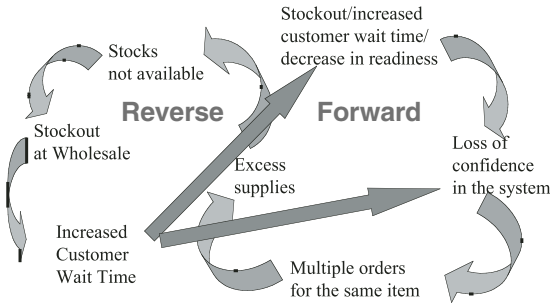 Stockout/increased
customer wait time/
decrease in readiness
Stocks
not available
Reverse
Forward
Stockout
at Wholesale
Loss of
confidence
in the system
Excess
supplies
Increased
Customer
Wait Time
Multiple orders
for the same item